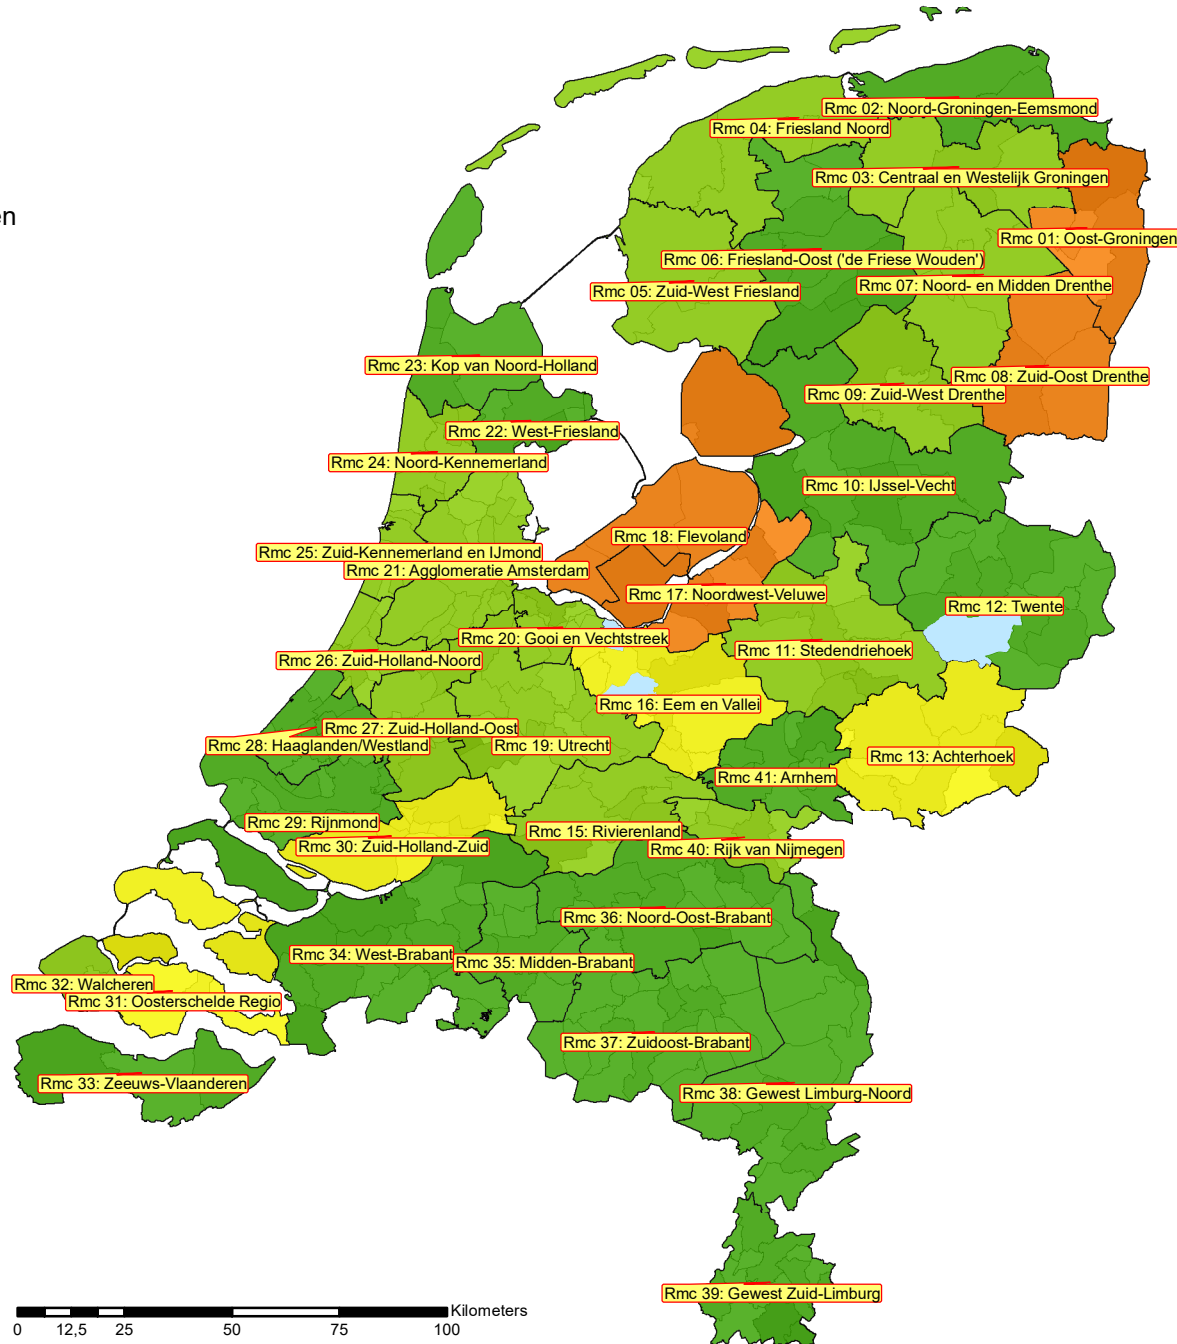 Rmc 02: Noord-Groningen-Eemsmond
Rmc 04: Friesland Noord
Rmc 03: Centraal en Westelijk Groningen
en
Rmc 01: Oost-Groningen
Rmc 06: Friesland-Oost ('de Friese Wouden')
Rmc 07: Noord- en Midden Drenthe
Rmc 05: Zuid-West Friesland
Rmc 23: Kop van Noord-Holland
Rmc 08: Zuid-Oost Drenthe
Rmc 09: Zuid-West Drenthe
Rmc 22: West-Friesland
Rmc 24: Noord-Kennemerland
Rmc 10: IJssel-Vecht
Rmc 18: Flevoland
Rmc 25: Zuid-Kennemerland en IJmond
Rmc 21: Agglomeratie Amsterdam
Rmc 17: Noordwest-Veluwe
Rmc 12: Twente
Rmc 20: Gooi en Vechtstreek
Rmc 11: Stedendriehoek
Rmc 26: Zuid-Holland-Noord
Rmc 16: Eem en Vallei
Rmc 27: Zuid-Holland-Oost
Rmc 28: Haaglanden/Westland
Rmc 19: Utrecht
Rmc 13: Achterhoek
Rmc 41: Arnhem
Rmc 29: Rijnmond
Rmc 15: Rivierenland
Rmc 30: Zuid-Holland-Zuid
Rmc 40: Rijk van Nijmegen
Rmc 36: Noord-Oost-Brabant
Rmc 34: West-Brabant
Rmc 35: Midden-Brabant
Rmc 32: Walcheren
Rmc 31: Oosterschelde Regio
Rmc 37: Zuidoost-Brabant
Rmc 33: Zeeuws-Vlaanderen
Rmc 38: Gewest Limburg-Noord
Rmc 39: Gewest Zuid-Limburg
Kilometers
0 12,5 25 50 75 100